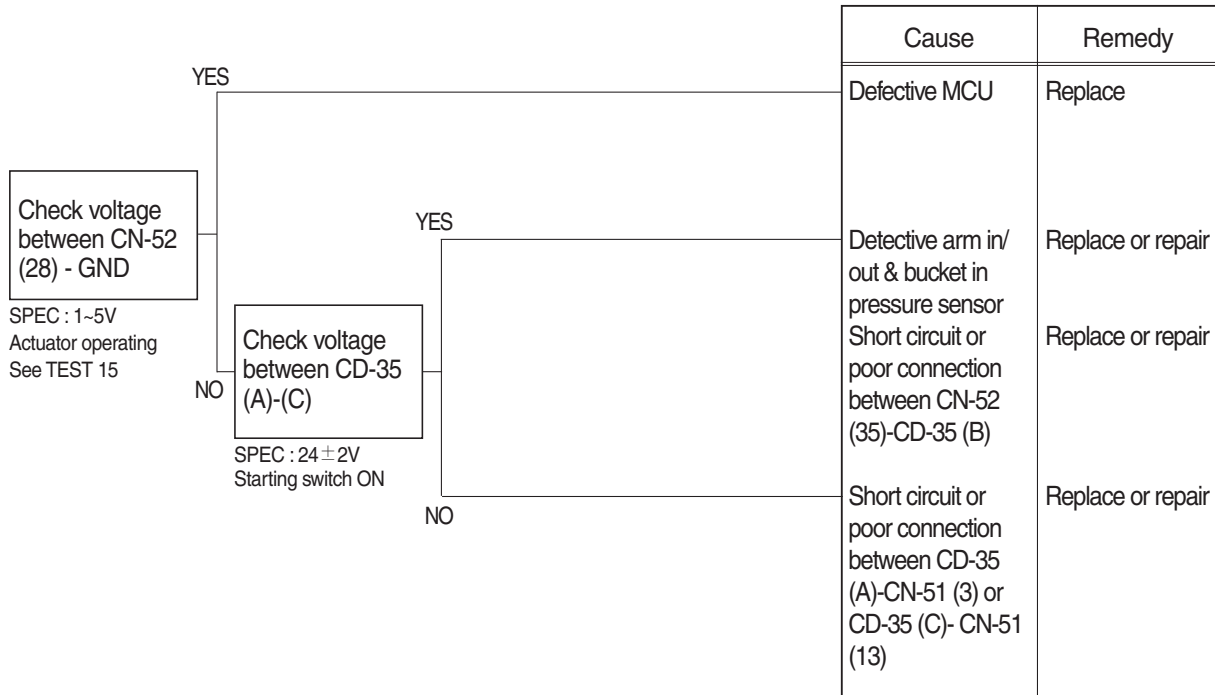 Cause
Remedy
YES
Defective MCU
Replace
Check voltage
between CN-52
(28) - GND
SPEC : 1~5V
Actuator operating
See TEST 15
YES
Detective arm in/
out & bucket in
pressure sensor
Replace or repair
NO
Check voltage
between CD-35
(A)-(C)
SPEC : 24±2V
Starting switch ON
Short circuit or
poor connection
between CN-52
(35)-CD-35 (B)
Replace or repair
NO
Short circuit or
poor connection
between CD-35
(A)-CN-51 (3) or
CD-35 (C)- CN-51
(13)
Replace or repair